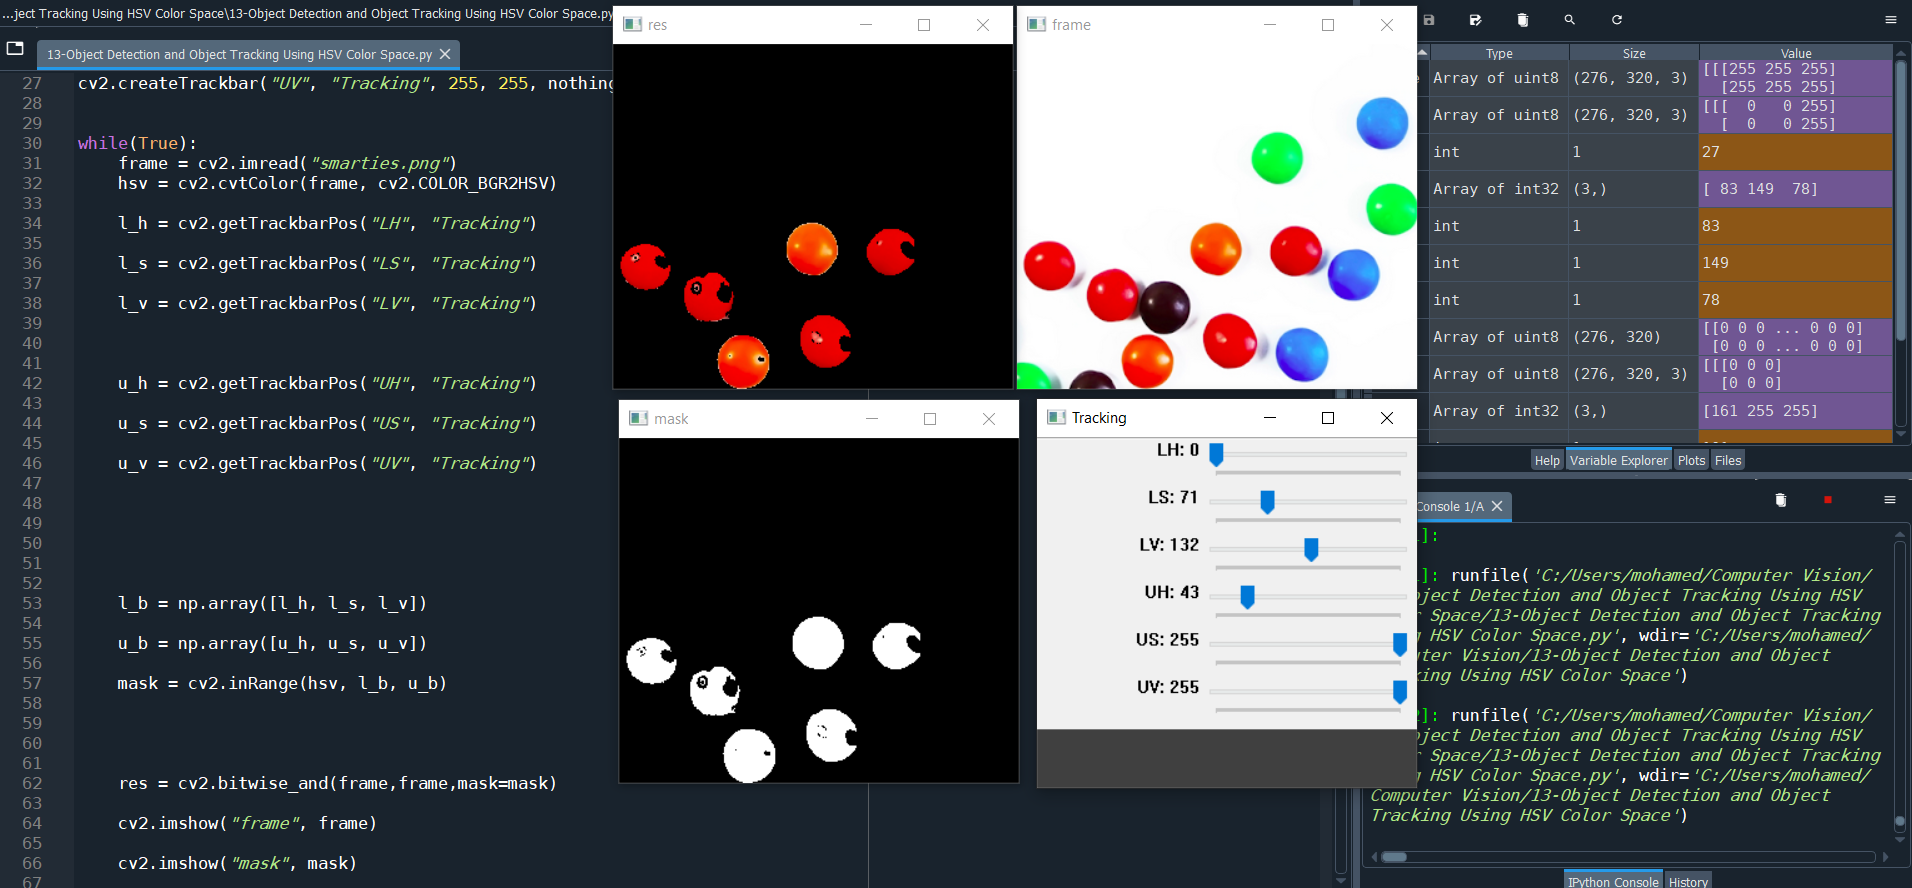 ...ject Tracking Using HSV Color Space\13-Object Detection and Object Tracking Using HSV Color Space.py
13-Object Detection and Object Tracking Using HSV Color Space.py
27 cv2.createTrackbar("UV", "Tracking", 255, 255, nothing
28
29
30 while(True):
31 frame = cv2.imread("smarties.png")
32 hsv = cv2.cvtColor(frame, cv2.COLOR_BGR2HSV)
33
34 l_h = cv2.getTrackbarPos("LH", "Tracking")
35
36 l_s = cv2.getTrackbarPos("LS", "Tracking")
37
38 l_v = cv2.getTrackbarPos("LV", "Tracking")
39
40
41
42 u_h = cv2.getTrackbarPos("UH", "Tracking")
43
44 u_s = cv2.getTrackbarPos("US", "Tracking")
45
46 u_v = cv2.getTrackbarPos("UV", "Tracking")
47
48
49
50
51
52
53 l_b = np.array([l_h, l_s, l_v])
54
55 u_b = np.array([u_h, u_s, u_v])
56
57 mask = cv2.inRange(hsv, l_b, u_b)
58
59
60
61
62 res = cv2.bitwise_and(frame,frame,mask=mask)
63
64 cv2.imshow("frame", frame)
65
66 cv2.imshow("mask", mask)
67
res
frame
mask
Tracking
LH: 0
LS: 71
LV: 132
UH: 43
US: 255
UV: 255
Type Size Value
e Array of uint8 (276, 320, 3) [[[255 255 255]
[255 255 255]
Array of uint8 (276, 320, 3) [[[ 0 0 255]
[ 0 0 255]
int 1 27
Array of int32 (3,) [ 83 149 78]
int 1 83
int 1 149
int 1 78
Array of uint8 (276, 320) [[0 0 0 ... 0 0 0]
[0 0 0 ... 0 0 0]
Array of uint8 (276, 320, 3) [[[0 0 0]
[0 0 0]
Array of int32 (3,) [161 255 255]
Help Variable Explorer Plots Files
Console 1/A
]:
]: runfile('C:/Users/mohamed/Computer Vision/
ject Detection and Object Tracking Using HSV
r Space/13-Object Detection and Object Tracking
g HSV Color Space.py', wdir='C:/Users/mohamed/
ter Vision/13-Object Detection and Object
king Using HSV Color Space')
]: runfile('C:/Users/mohamed/Computer Vision/
ject Detection and Object Tracking Using HSV
r Space/13-Object Detection and Object Tracking
g HSV Color Space.py', wdir='C:/Users/mohamed/
Computer Vision/13-Object Detection and Object
Tracking Using HSV Color Space')
IPython Console History